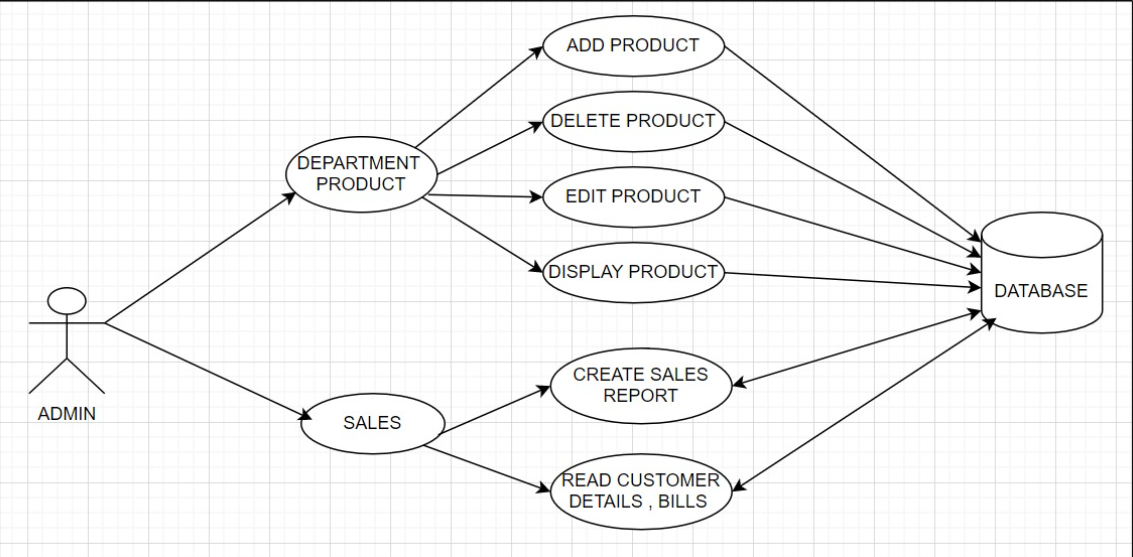 ADD PRODUCT
DELETE PRODUCT
DEPARTMENT
PRODUCT
EDIT PRODUCT
DISPLAY PRODUCT
DATABASE
CREATE SALES
REPORT
ADMIN
SALES
READ CUSTOMER
DETAILS , BILLS